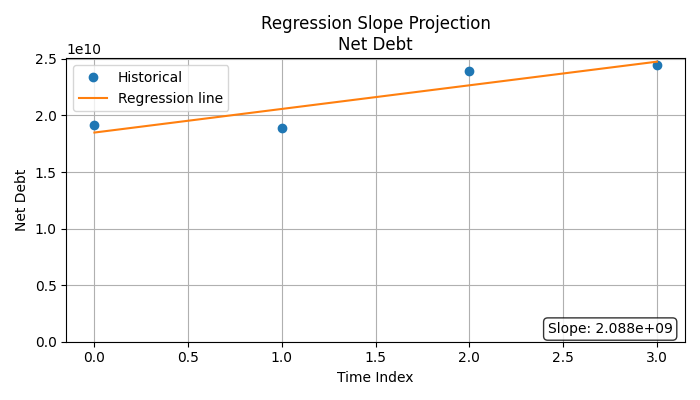 Regression Slope Projection
Net Debt
1e10
2.5
2.0
1.5
1.0
0.5
0.0
Net Debt
Historical
Regression line
Slope: 2.088e+09
0.0 0.5 1.0 1.5 2.0 2.5 3.0
Time Index